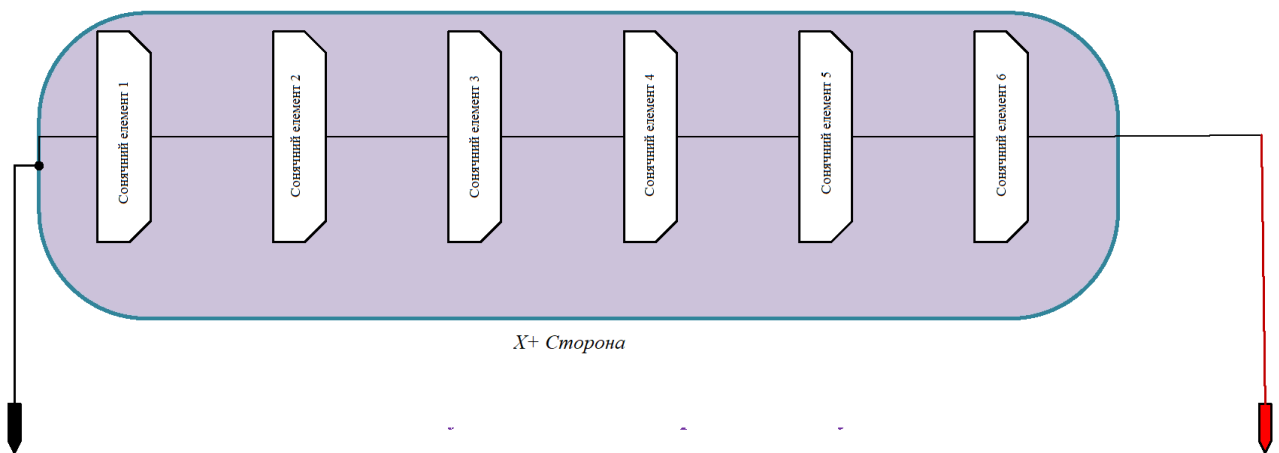 Сонячний елемент 1
Сонячний елемент 2
Сонячний елемент 3
Сонячний елемент 4
Сонячний елемент 5
Сонячний елемент 6
X+ Сторона